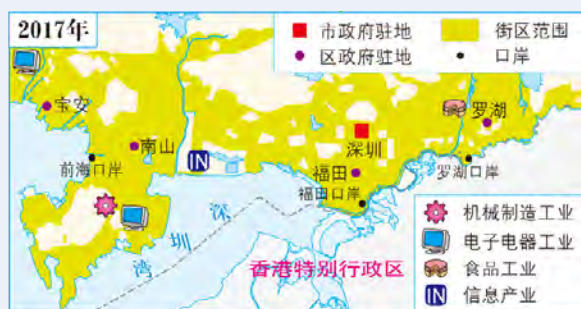 2017年
市政府驻地
街区范围
区政府驻地
口岸
宝安
南山
前海口岸
IN
深圳
福田
福田口岸
罗湖
罗湖口岸
深圳湾
香港特别行政区
机械制造工业
电子电器工业
食品工业
IN
信息产业